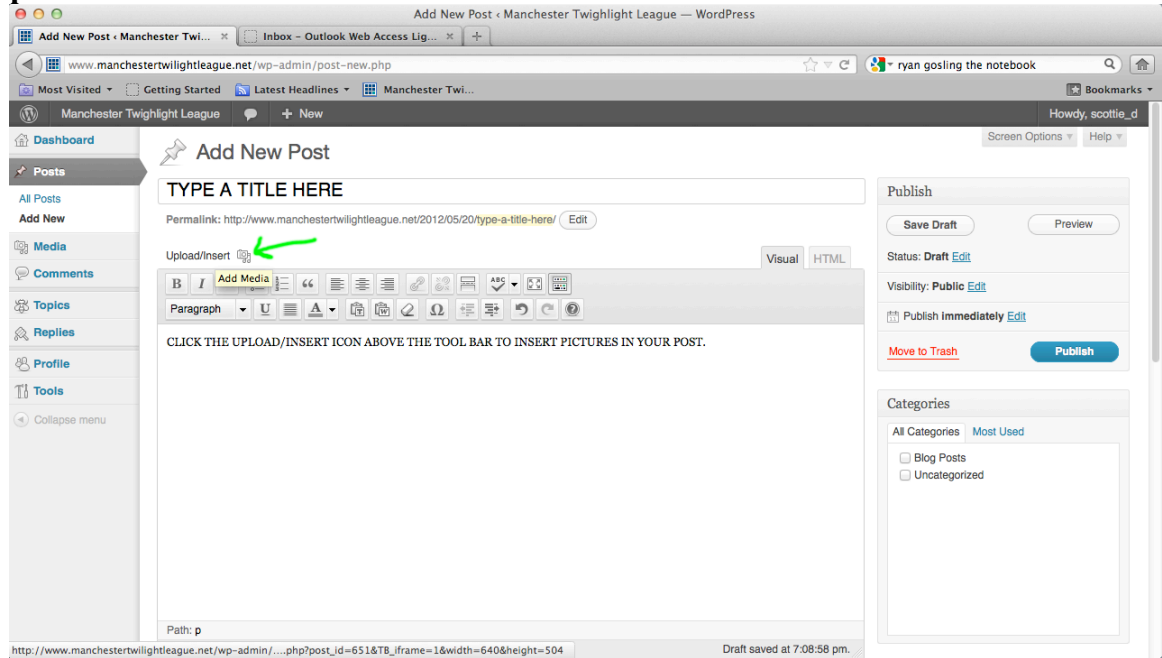 Add New Post ‹ Manchester Twighlight League — WordPress
Add New Post ‹ Manchester Twi... × Inbox – Outlook Web Access Lig... × +
www.manchestertwilightleague.net/wp-admin/post-new.php ryan gosling the notebook
Most Visited Getting Started Latest Headlines Manchester Twi... Bookmarks
Manchester Twighlight League + New Howdy, scottie_d
Screen Options Help
Dashboard
Posts
All Posts
Add New
Media
Comments
Topics
Replies
Profile
Tools
Collapse menu
Add New Post
TYPE A TITLE HERE
Permalink: http://www.manchestertwilightleague.net/2012/05/20/type-a-title-here/ Edit
Upload/Insert
Visual HTML
Add Media
B I “ ABC
Paragraph U A T W Ω ?
CLICK THE UPLOAD/INSERT ICON ABOVE THE TOOL BAR TO INSERT PICTURES IN YOUR POST.
Path: p
Draft saved at 7:08:58 pm.
Publish
Save Draft Preview
Status: Draft Edit
Visibility: Public Edit
Publish immediately Edit
Move to Trash Publish
Categories
All Categories Most Used
Blog Posts
Uncategorized
http://www.manchestertwilightleague.net/wp-admin/....php?post_id=651&TB_iframe=1&width=640&height=504